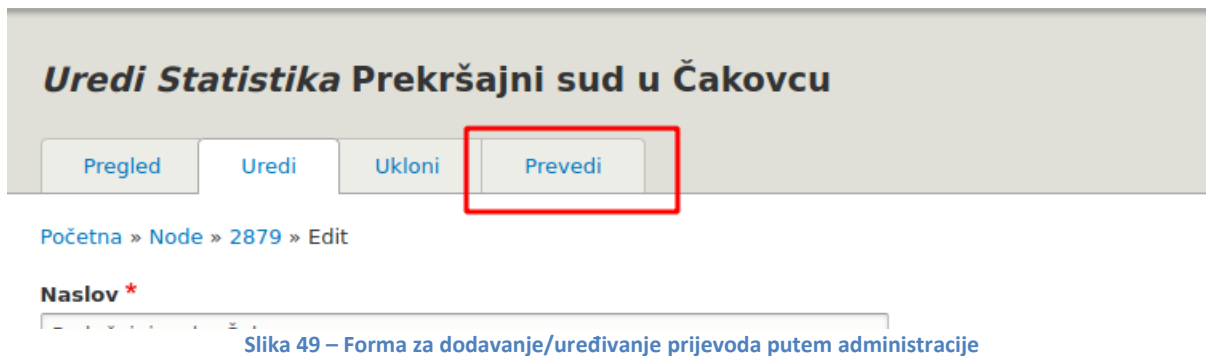 Uredi Statistika Prekršajni sud u Čakovcu
Pregled Uredi Ukloni Prevedi
Početna » Node » 2879 » Edit
Naslov *
Slika 49 – Forma za dodavanje/uređivanje prijevoda putem administracije